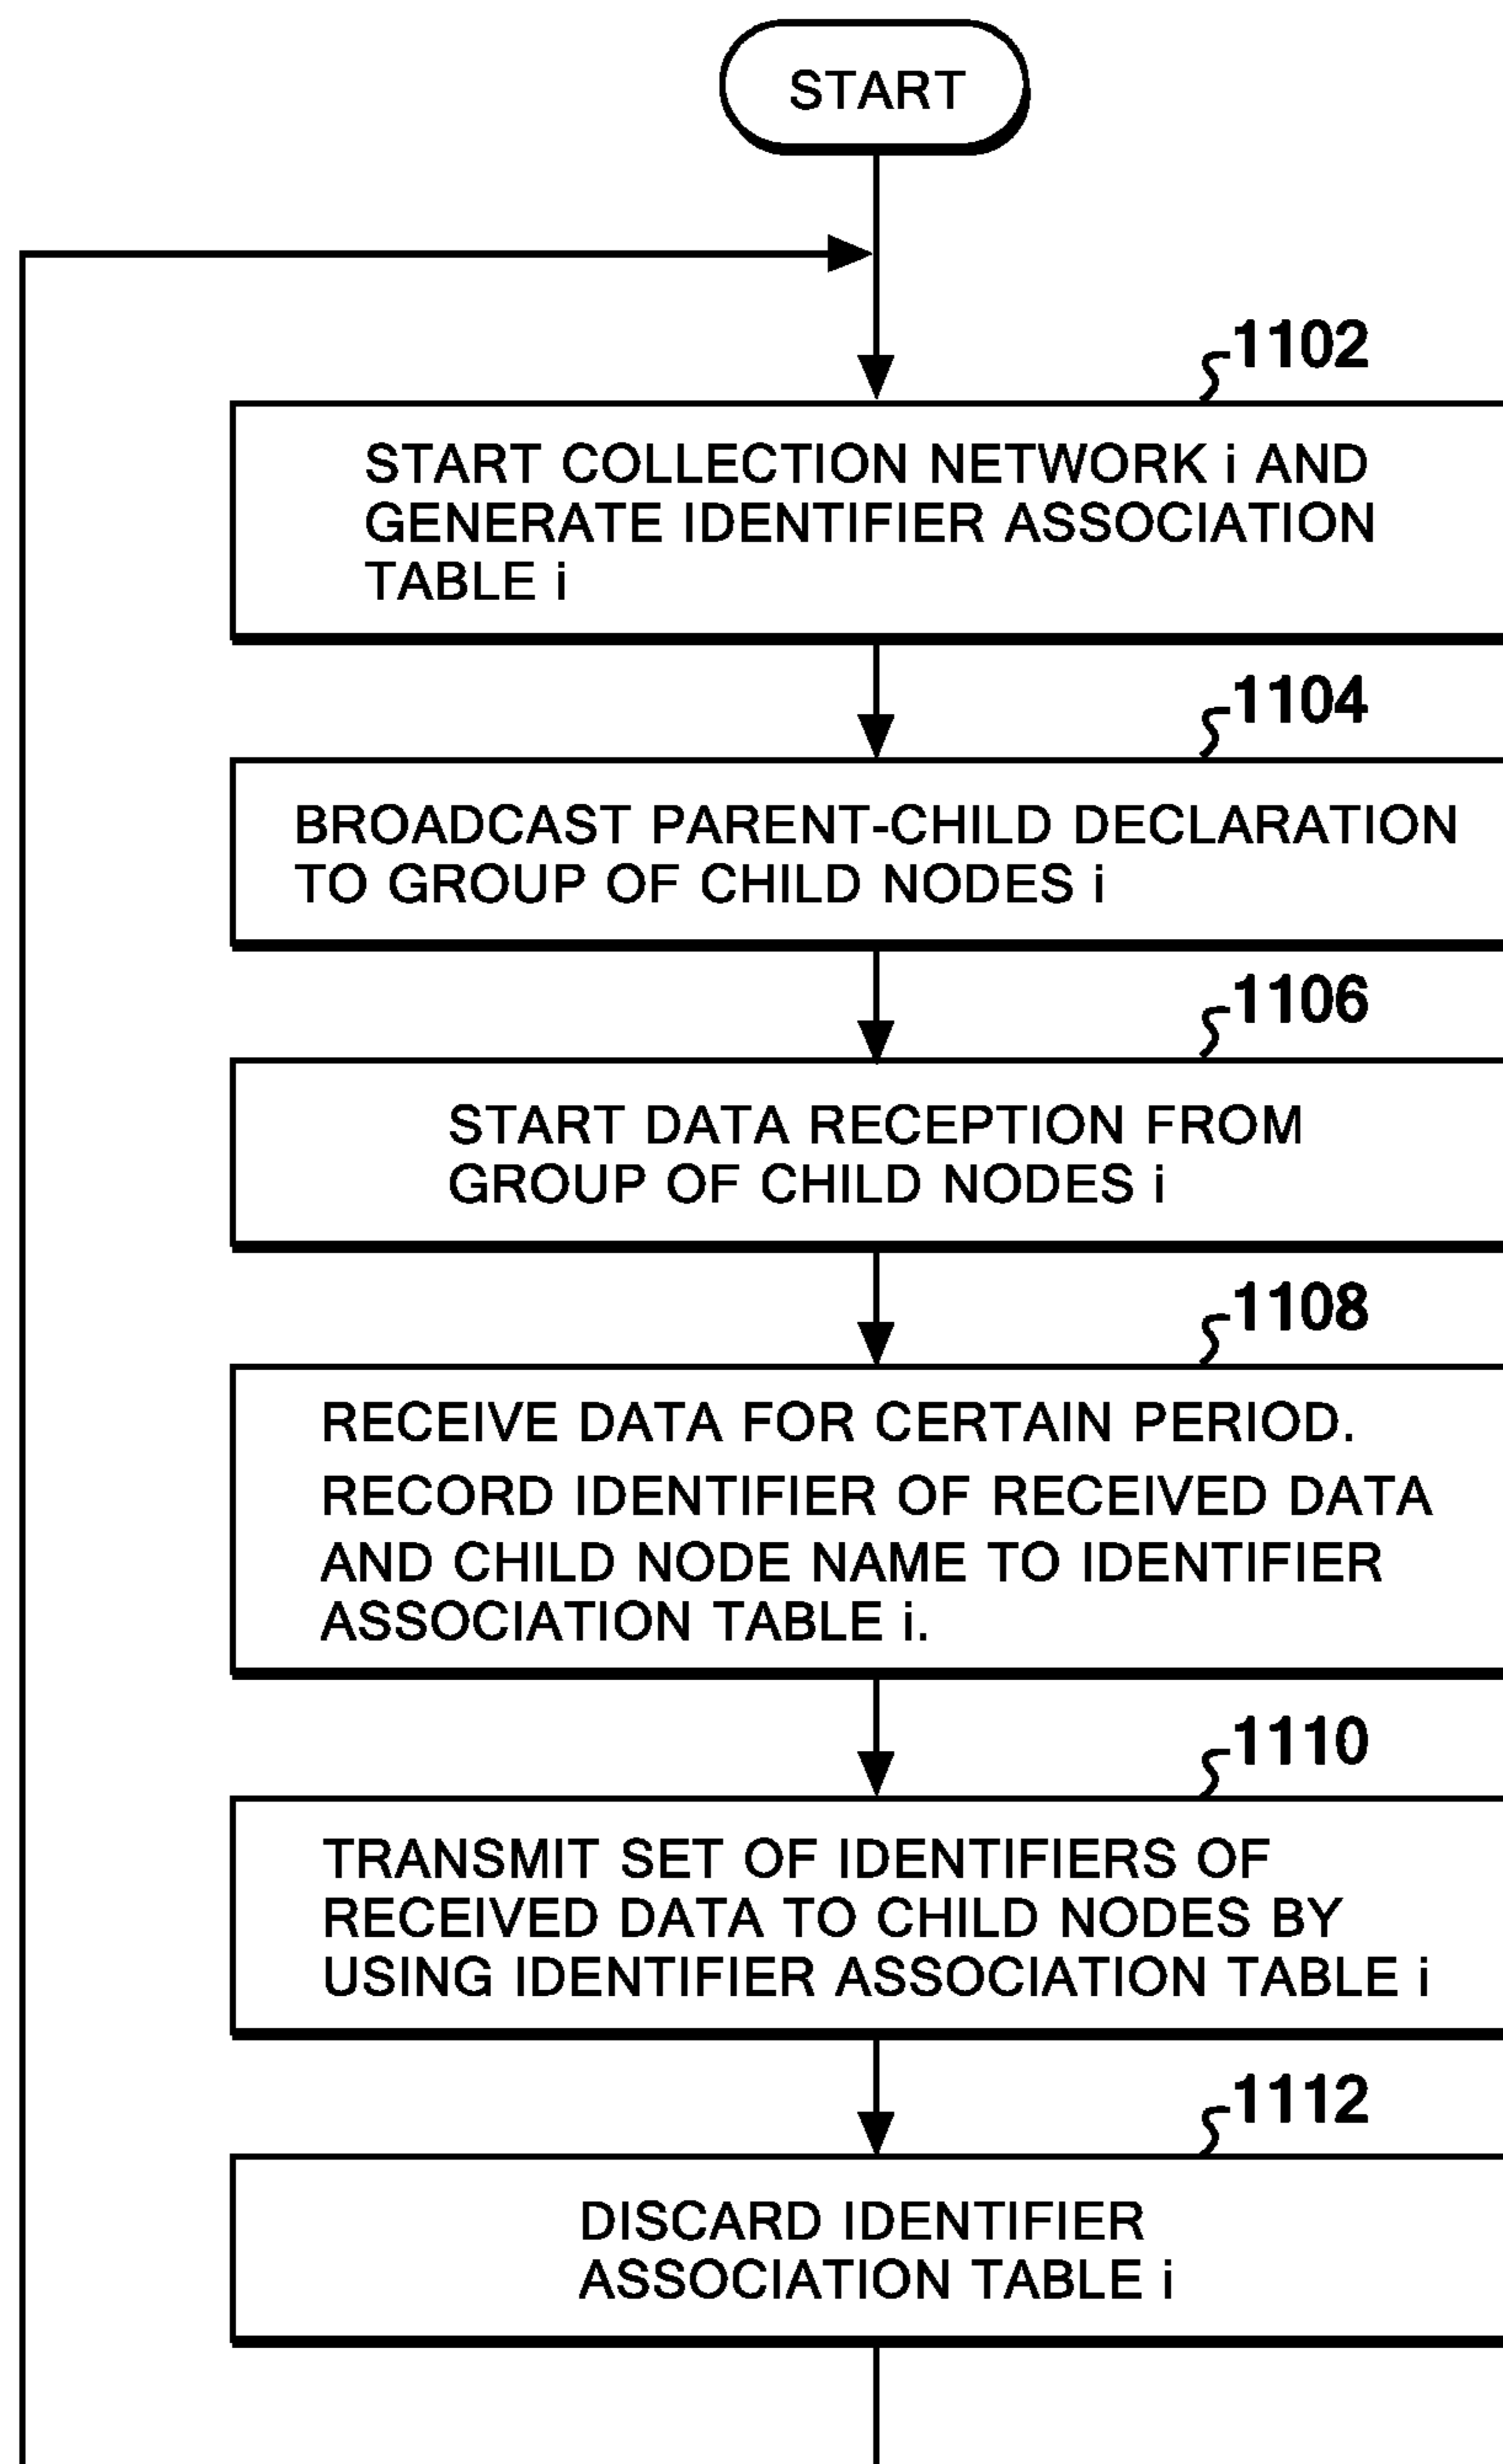 START
1102
START COLLECTION NETWORK i AND
GENERATE IDENTIFIER ASSOCIATION
TABLE i
1104
BROADCAST PARENT-CHILD DECLARATION
TO GROUP OF CHILD NODES i
1106
START DATA RECEPTION FROM
GROUP OF CHILD NODES i
1108
RECEIVE DATA FOR CERTAIN PERIOD.
RECORD IDENTIFIER OF RECEIVED DATA
AND CHILD NODE NAME TO IDENTIFIER
ASSOCIATION TABLE i.
1110
TRANSMIT SET OF IDENTIFIERS OF
RECEIVED DATA TO CHILD NODES BY
USING IDENTIFIER ASSOCIATION TABLE i
1112
DISCARD IDENTIFIER
ASSOCIATION TABLE i